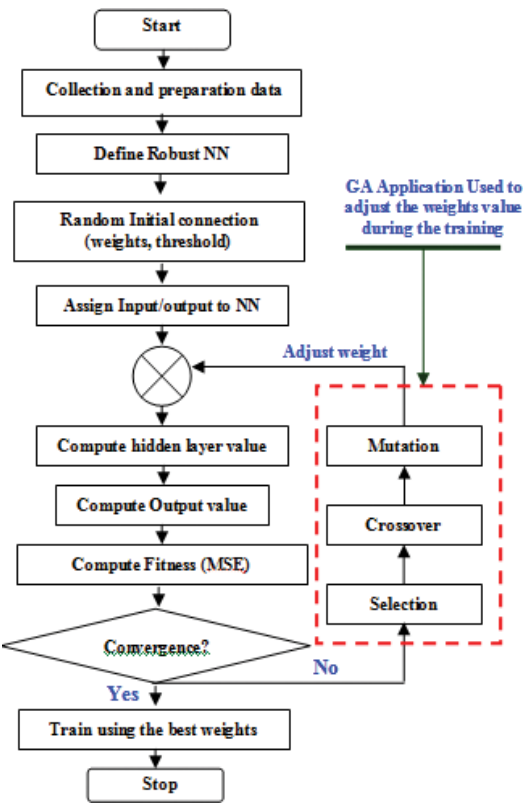 Start
Collection and preparation data
Define Robust NN
GA Application Used to
adjust the weights value
during the training
Random Initial connection
(weights, threshold)
Assign Input/output to NN
Adjust weight
Compute hidden layer value
Mutation
Compute Output value
Crossover
Compute Fitness (MSE)
Selection
Convergence?
No
Yes
Train using the best weights
Stop